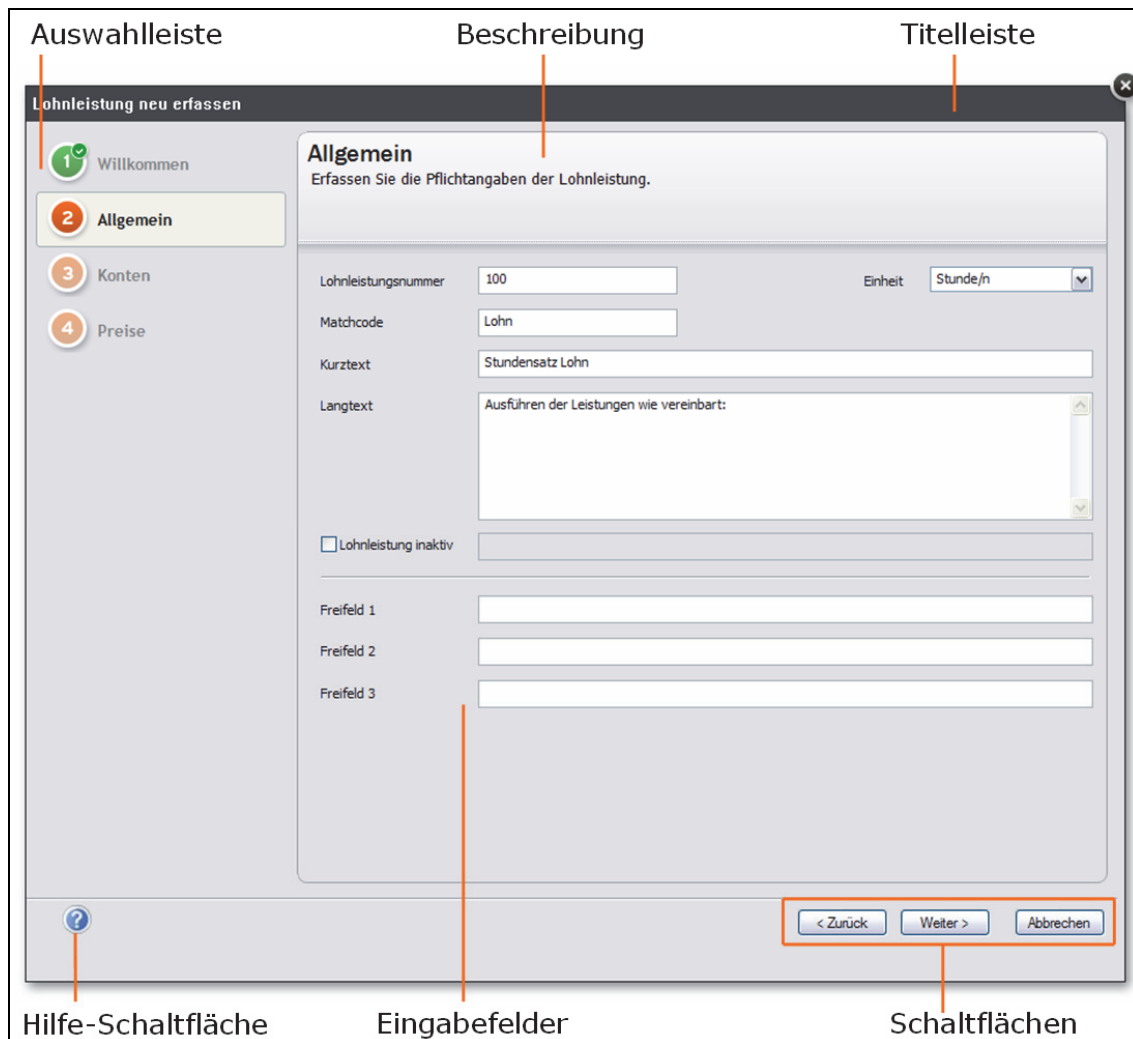 Auswahlleiste Beschreibung Titelleiste
Lohnleistung neu erfassen
1 Willkommen
2 Allgemein
3 Konten
4 Preise
Allgemein
Erfassen Sie die Pflichtangaben der Lohnleistung.
Lohnleistungsnummer 100 Einheit Stunde/n
Matchcode Lohn
Kurztext Stundensatz Lohn
Langtext Ausführen der Leistungen wie vereinbart:
Lohnleistung inaktiv
Freifeld 1
Freifeld 2
Freifeld 3
? < Zurück Weiter > Abbrechen
Hilfe-Schaltfläche Eingabefelder Schaltflächen